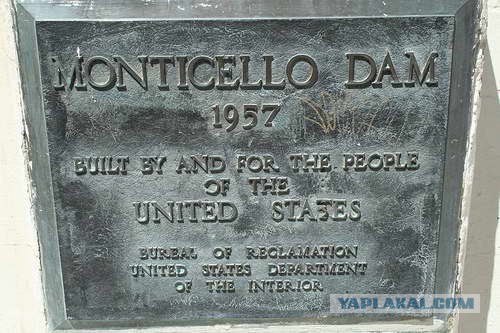 MONTICELLO DAM
1957
BUILT BY AND FOR THE PEOPLE
OF THE
UNITED STATES
BUREAU OF RECLAMATION
UNITED STATES DEPARTMENT
OF THE INTERIOR
YAPLAKAL.COM